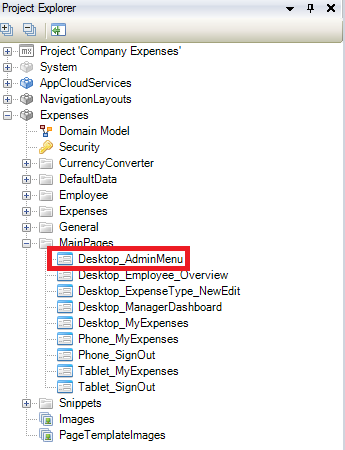 Project Explorer
Project 'Company Expenses'
System
AppCloudServices
NavigationLayouts
Expenses
Domain Model
Security
CurrencyConverter
DefaultData
Employee
Expenses
General
MainPages
Desktop_AdminMenu
Desktop_Employee_Overview
Desktop_ExpenseType_NewEdit
Desktop_ManagerDashboard
Desktop_MyExpenses
Phone_MyExpenses
Phone_SignOut
Tablet_MyExpenses
Tablet_SignOut
Snippets
Images
PageTemplateImages